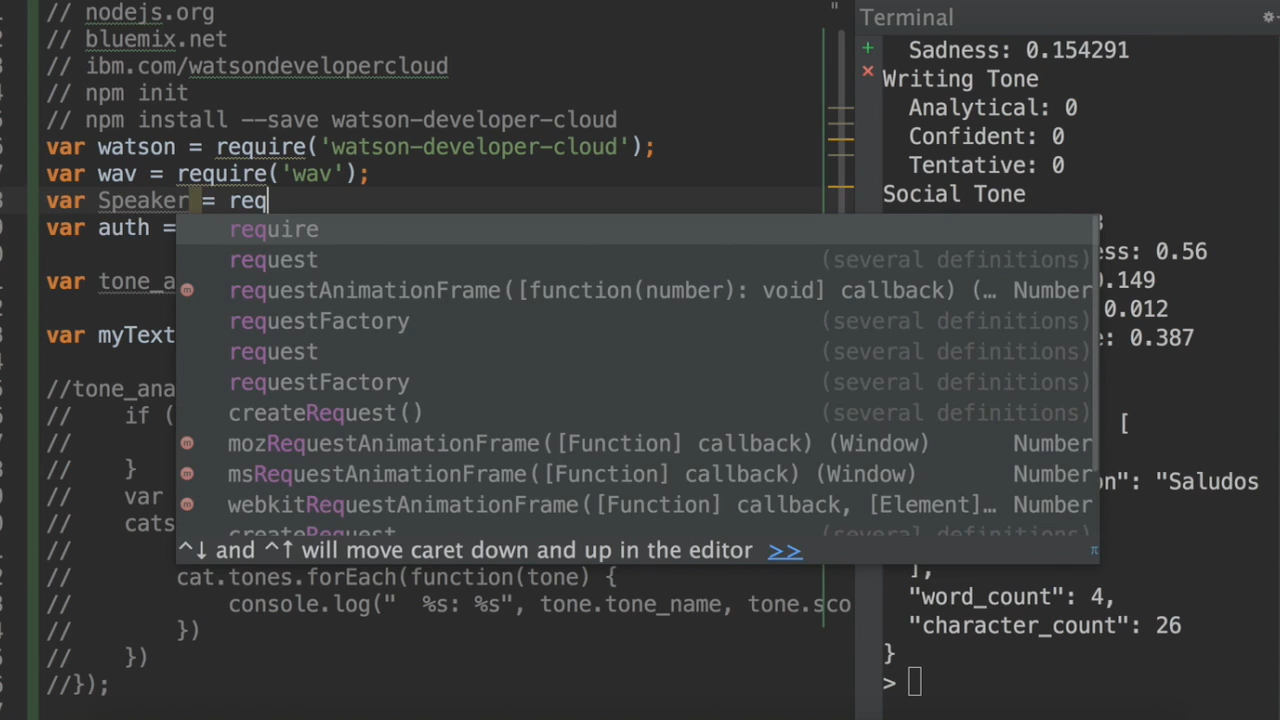 // nodejs.org
// bluemix.net
// ibm.com/watsondevelopercloud
// npm init
// npm install --save watson-developer-cloud
var watson = require('watson-developer-cloud');
var wav = require('wav');
var Speaker = req
var auth =
var tone_a
var myText
//tone_ana
// if (
//
// }
// var
// cats
//
// cat.tones.forEach(function(tone) {
// console.log(" %s: %s", tone.tone_name, tone.sco
// })
// })
//});
require
request (several definitions)
requestAnimationFrame([function(number): void] callback) (… Number
requestFactory (several definitions)
request (several definitions)
requestFactory (several definitions)
createRequest() (several definitions)
mozRequestAnimationFrame([Function] callback) (Window) Number
msRequestAnimationFrame([Function] callback) (Window) Number
webkitRequestAnimationFrame([Function] callback, [Element]… Number
createRequest (several definitions)
^↓ and ^↑ will move caret down and up in the editor >>
π
Terminal
Sadness: 0.154291
Writing Tone
Analytical: 0
Confident: 0
Tentative: 0
Social Tone
ess: 0.56
.149
0.012
e: 0.387
[
on": "Saludos
],
"word_count": 4,
"character_count": 26
}
>